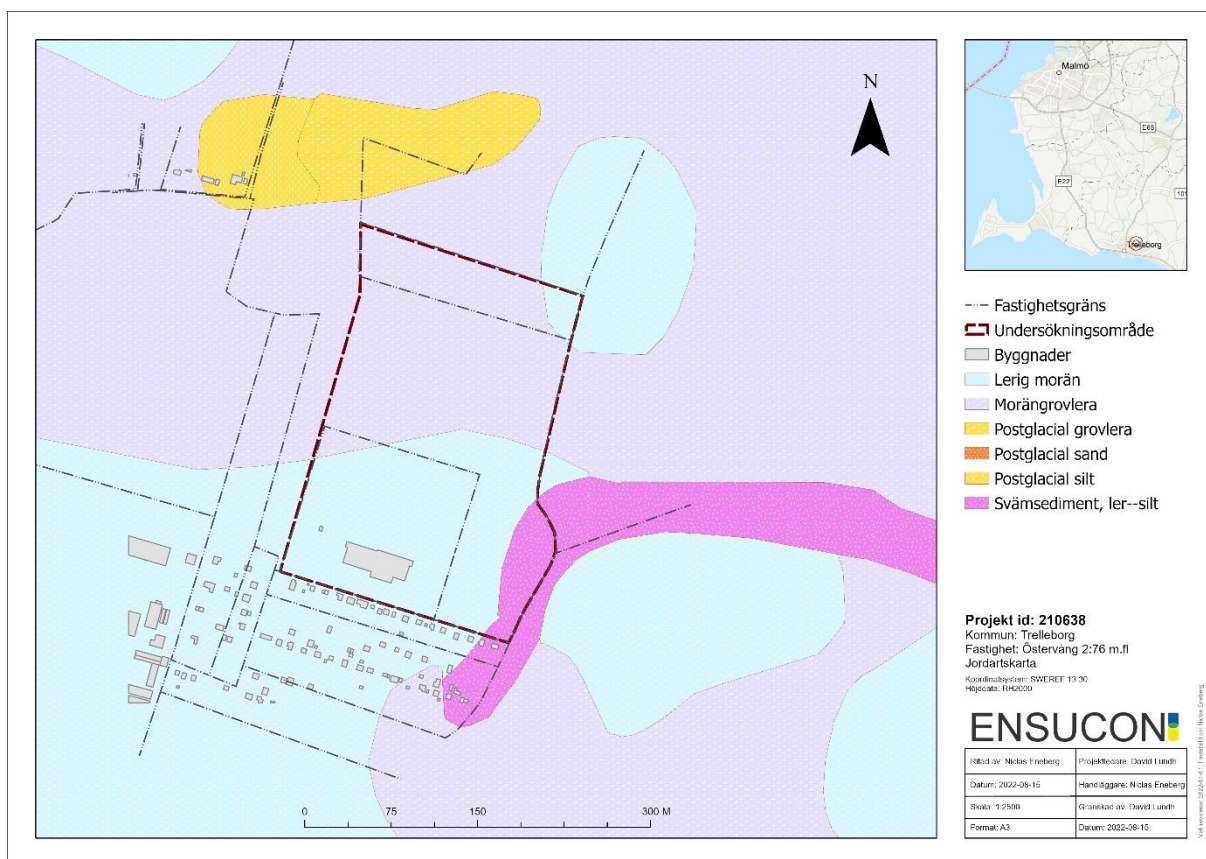 N
Malmö
E65
E22
101
Trelleborg
Fastighetsgräns
Undersökningsområde
Byggnader
Lerig morän
Morängrovlera
Postglacial grovlera
Postglacial sand
Postglacial silt
Svämsediment, ler--silt
Projekt id: 210638
Kommun: Trelleborg
Fastighet: Östervång 2:76 m.fl
Jordartskarta
Koordinatsystem: SWEREF 13 30
Höjddata: RH2000
ENSUCON
Ritad av: Niclas Eneberg
Projektledare: David Lundh
Datum: 2022-08-15
Handläggare: Niclas Eneberg
Skala: 1:2500
Granskad av: David Lundh
Format: A3
Datum: 2022-08-15
0 75 150 300 M